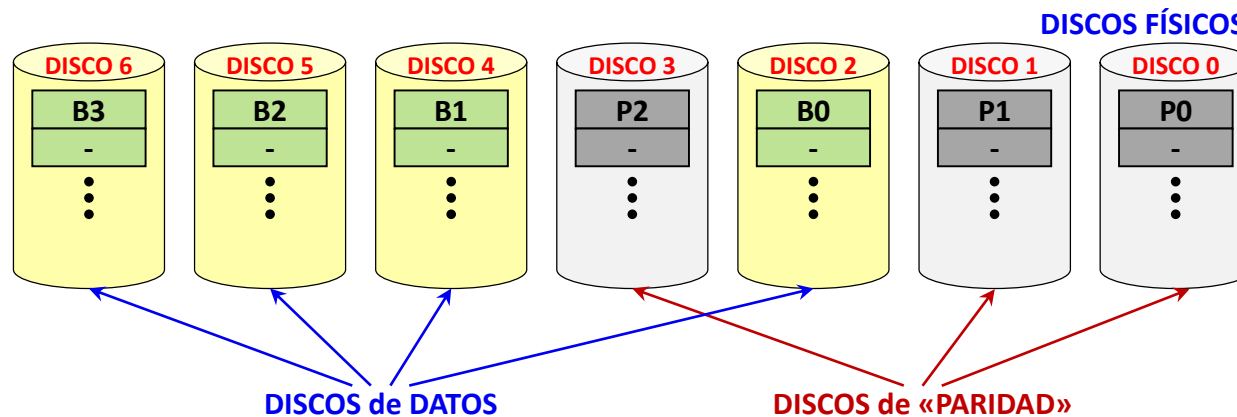 DISCOS FÍSICOS
DISCO 6 DISCO 5 DISCO 4 DISCO 3 DISCO 2 DISCO 1 DISCO 0
B3 B2 B1 P2 B0 P1 P0
- - - - - - -
DISCOS de DATOS DISCOS de «PARIDAD»